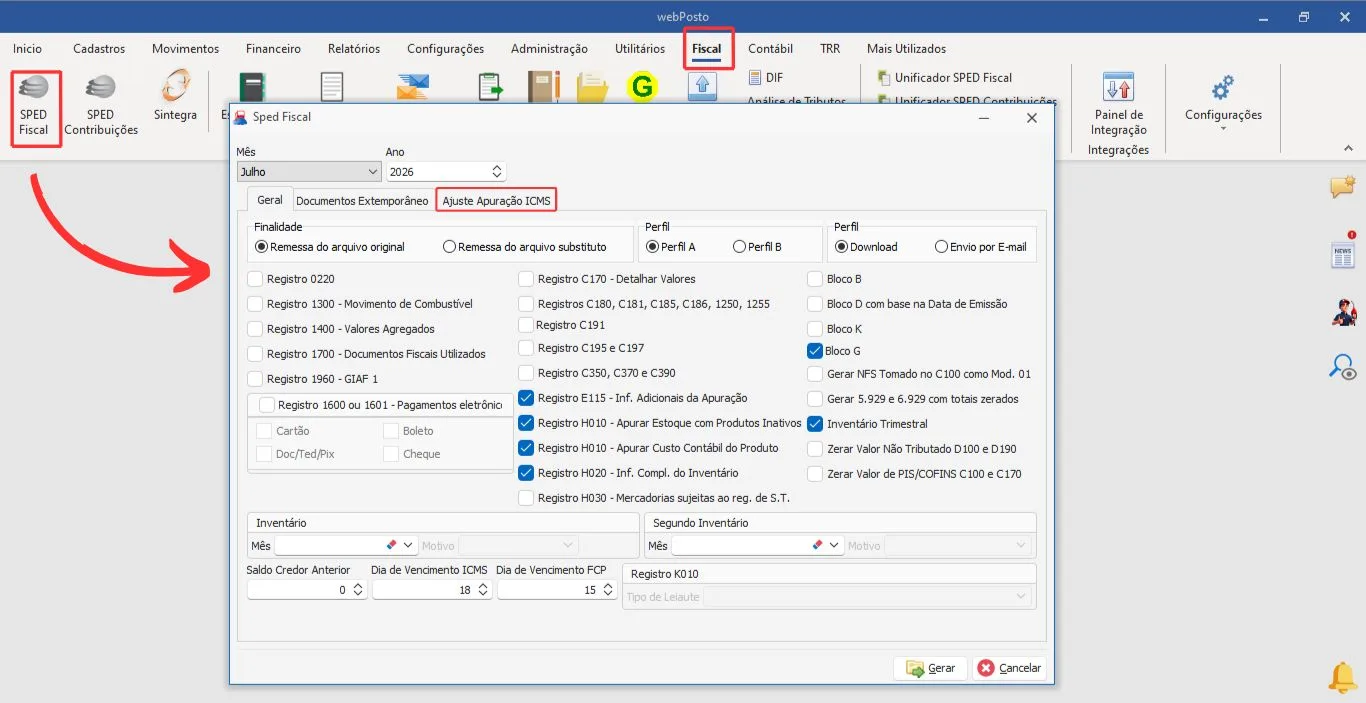 webPosto
Inicio Cadastros Movimentos Financeiro Relatórios Configurações Administração Utilitários Fiscal Contábil TRR Mais Utilizados
SPED
Fiscal
SPED
Contribuições
Sintegra
G
DIF
Análise de Tributos
Unificador SPED Fiscal
Unificador SPED Contribuições
Painel de
Integração
Integrações
Configurações
NEWS
Sped Fiscal
Mês Ano
Julho 2026
Geral Documentos Extemporâneo Ajuste Apuração ICMS
Finalidade
Remessa do arquivo original Remessa do arquivo substituto
Perfil
Perfil A Perfil B
Perfil
Download Envio por E-mail
Registro 0220
Registro 1300 - Movimento de Combustível
Registro 1400 - Valores Agregados
Registro 1700 - Documentos Fiscais Utilizados
Registro 1960 - GIAF 1
Registro 1600 ou 1601 - Pagamentos eletrônic
Cartão Boleto
Doc/Ted/Pix Cheque
Registro C170 - Detalhar Valores
Registros C180, C181, C185, C186, 1250, 1255
Registro C191
Registro C195 e C197
Registro C350, C370 e C390
Registro E115 - Inf. Adicionais da Apuração
Registro H010 - Apurar Estoque com Produtos Inativos
Registro H010 - Apurar Custo Contábil do Produto
Registro H020 - Inf. Compl. do Inventário
Registro H030 - Mercadorias sujeitas ao reg. de S.T.
Bloco B
Bloco D com base na Data de Emissão
Bloco K
Bloco G
Gerar NFS Tomado no C100 como Mod. 01
Gerar 5.929 e 6.929 com totais zerados
Inventário Trimestral
Zerar Valor Não Tributado D100 e D190
Zerar Valor de PIS/COFINS C100 e C170
Inventário
Mês Motivo
Segundo Inventário
Mês Motivo
Saldo Credor Anterior Dia de Vencimento ICMS Dia de Vencimento FCP
0 18 15
Registro K010
Tipo de Leiaute
Gerar Cancelar